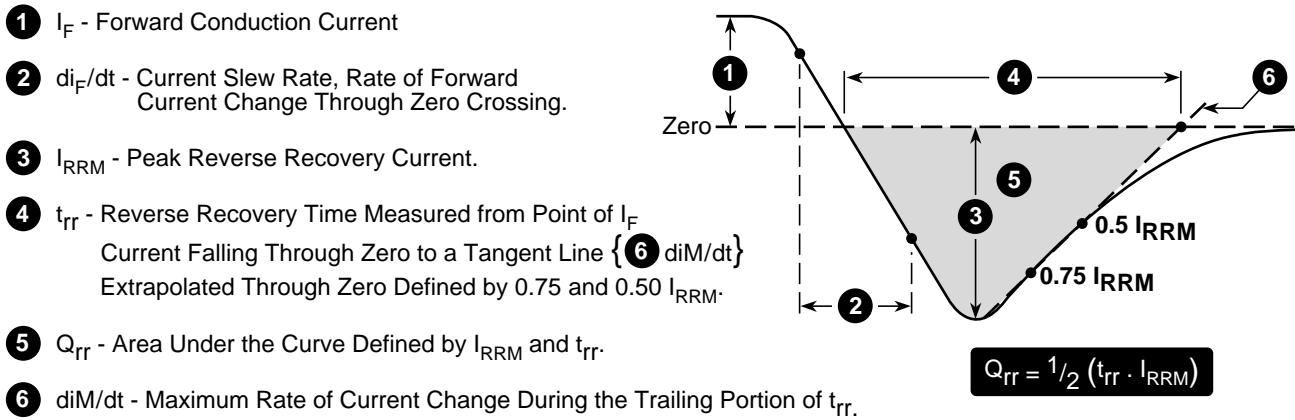 1 I_F - Forward Conduction Current
2 di_F/dt - Current Slew Rate, Rate of Forward
Current Change Through Zero Crossing.
3 I_RRM - Peak Reverse Recovery Current.
4 t_rr - Reverse Recovery Time Measured from Point of I_F
Current Falling Through Zero to a Tangent Line {6 diM/dt}
Extrapolated Through Zero Defined by 0.75 and 0.50 I_RRM.
5 Q_rr - Area Under the Curve Defined by I_RRM and t_rr.
6 diM/dt - Maximum Rate of Current Change During the Trailing Portion of t_rr.
1
4
6
Zero
5
3
0.5 I_RRM
0.75 I_RRM
2
Q_rr = 1/2 (t_rr . I_RRM)